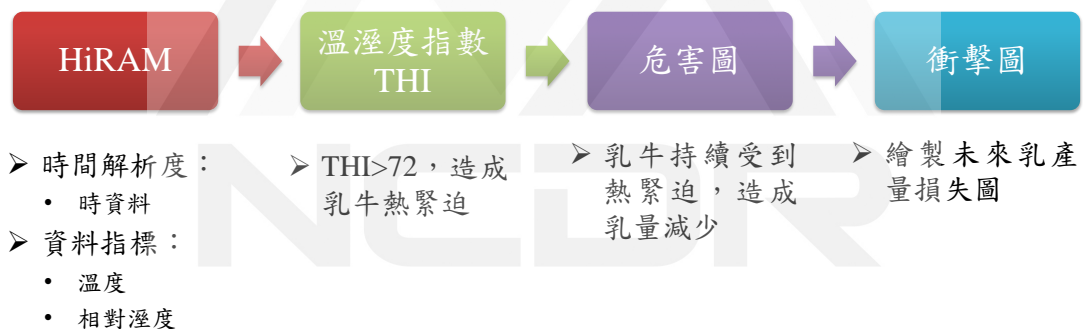 HiRAM
溫溼度指數
THI
危害圖
衝擊圖
➢ 時間解析度：
• 時資料
➢ 資料指標：
• 溫度
• 相對溼度
➢ THI>72，造成
乳牛熱緊迫
➢ 乳牛持續受到
熱緊迫，造成
乳量減少
➢ 繪製未來乳產
量損失圖
NCDR